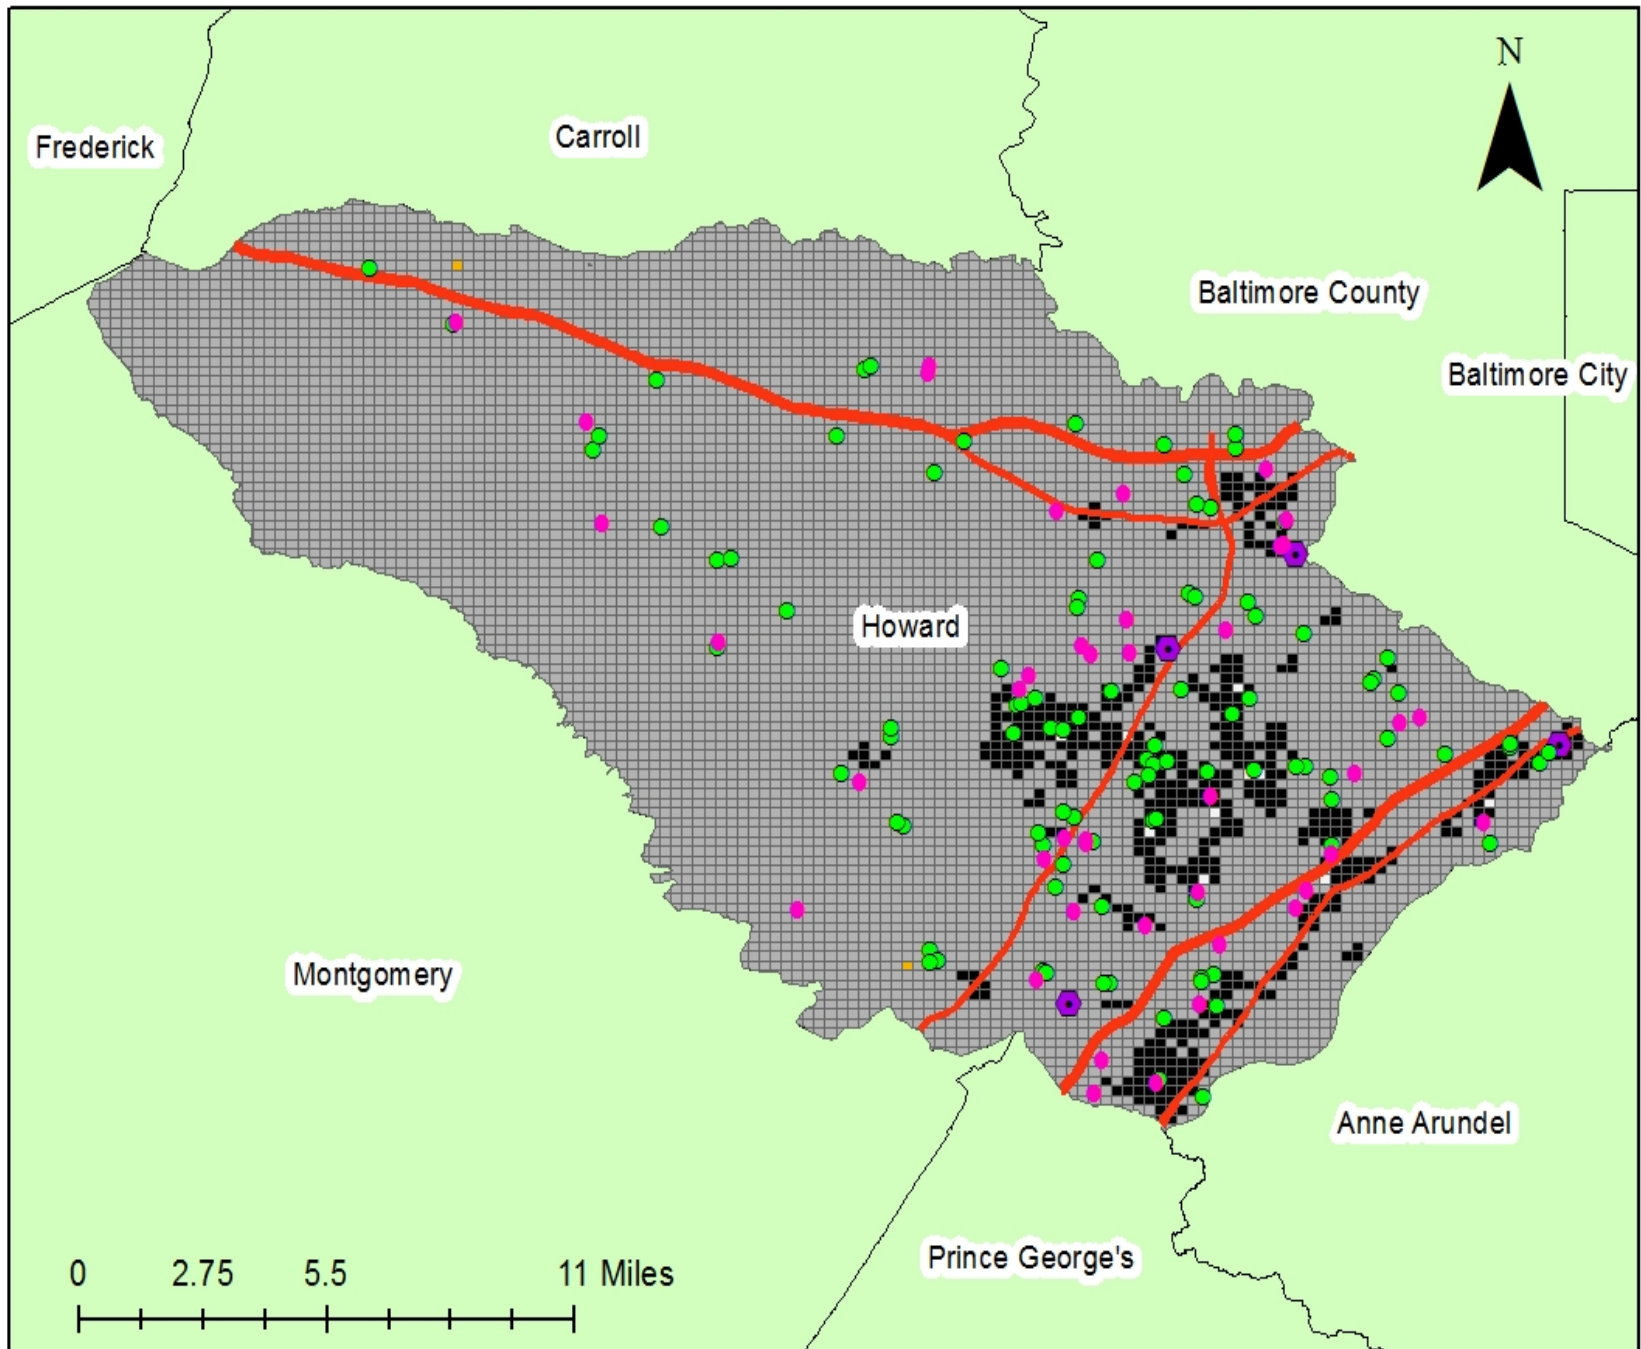 N
Frederick
Carroll
Baltimore County
Baltimore City
Howard
Montgomery
Anne Arundel
Prince George's
0 2.75 5.5 11 Miles